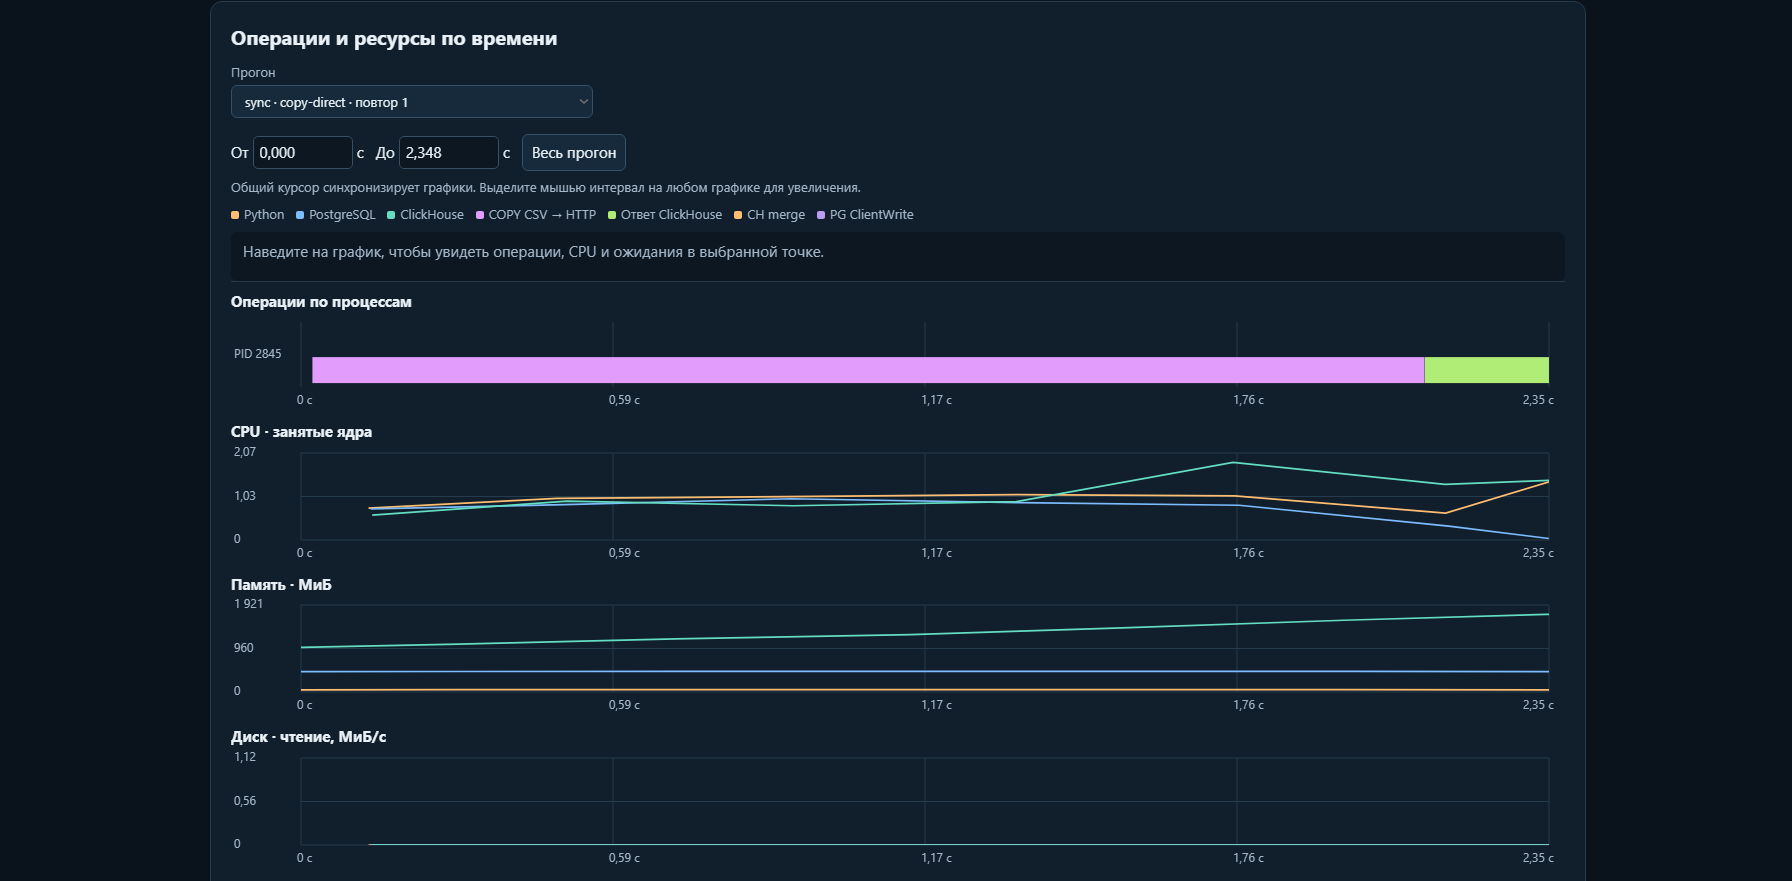 Операции и ресурсы по времени
Прогон
sync · copy-direct · повтор 1
От 0,000 с До 2,348 с Весь прогон
Общий курсор синхронизирует графики. Выделите мышью интервал на любом графике для увеличения.
Python PostgreSQL ClickHouse COPY CSV → HTTP Ответ ClickHouse CH merge PG ClientWrite
Наведите на график, чтобы увидеть операции, CPU и ожидания в выбранной точке.
Операции по процессам
PID 2845
0 с 0,59 с 1,17 с 1,76 с 2,35 с
CPU · занятые ядра
2,07
1,03
0
0 с 0,59 с 1,17 с 1,76 с 2,35 с
Память · МиБ
1 921
960
0
0 с 0,59 с 1,17 с 1,76 с 2,35 с
Диск · чтение, МиБ/с
1,12
0,56
0
0 с 0,59 с 1,17 с 1,76 с 2,35 с